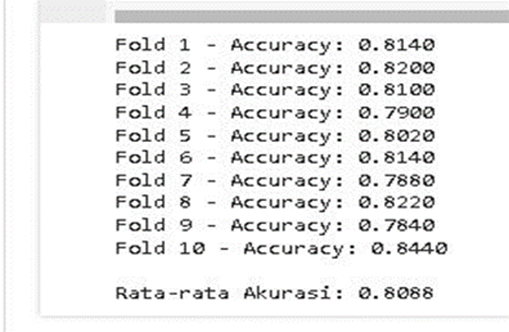 Fold 1 - Accuracy: 0.8140
Fold 2 - Accuracy: 0.8200
Fold 3 - Accuracy: 0.8100
Fold 4 - Accuracy: 0.7900
Fold 5 - Accuracy: 0.8020
Fold 6 - Accuracy: 0.8140
Fold 7 - Accuracy: 0.7880
Fold 8 - Accuracy: 0.8220
Fold 9 - Accuracy: 0.7840
Fold 10 - Accuracy: 0.8440
Rata-rata Akurasi: 0.8088